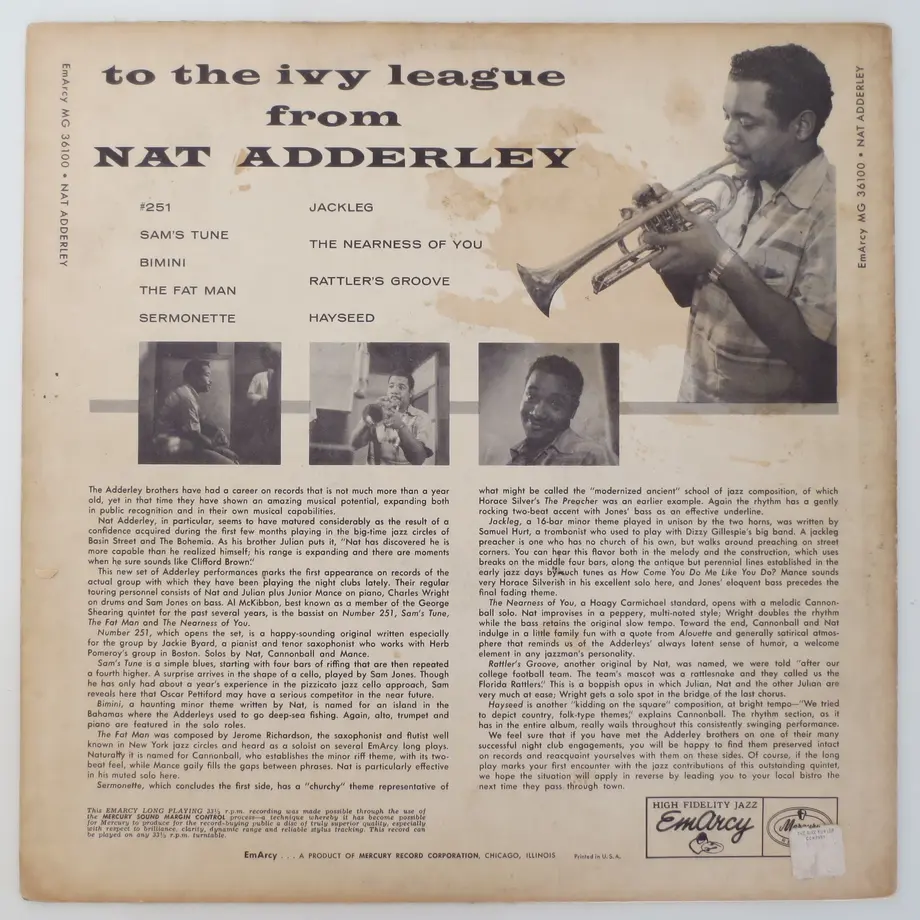 to the ivy league
from
NAT ADDERLEY
EmArcy MG 36100 • NAT ADDERLEY
EmArcy MG 36100 • NAT ADDERLEY
#251
SAM'S TUNE
BIMINI
THE FAT MAN
SERMONETTE
JACKLEG
THE NEARNESS OF YOU
RATTLER'S GROOVE
HAYSEED
The Adderley brothers have had a career on records that is not much more than a year
old, yet in that time they have shown an amazing musical potential, expanding both
in public recognition and in their own musical capabilities.
Nat Adderley, in particular, seems to have matured considerably as the result of a
confidence acquired during the first few months playing in the big-time jazz circles of
Basin Street and The Bohemia. As his brother Julian puts it, "Nat has discovered he is
more capable than he realized himself; his range is expanding and there are moments
when he sure sounds like Clifford Brown!"
This new set of Adderley performances marks the first appearance on records of the
actual group with which they have been playing the night clubs lately. Their regular
touring personnel consists of Nat and Julian plus Junior Mance on piano, Charles Wright
on drums and Sam Jones on bass. Al McKibbon, best known as a member of the George
Shearing quintet for the past several years, is the bassist on Number 251, Sam's Tune,
The Fat Man and The Nearness of You.
Number 251, which opens the set, is a happy-sounding original written especially
for the group by Jackie Byard, a pianist and tenor saxophonist who works with Herb
Pomeroy's group in Boston. Solos by Nat, Cannonball and Mance.
Sam's Tune is a simple blues, starting with four bars of riffing that are then repeated
a fourth higher. A surprise arrives in the shape of a cello, played by Sam Jones. Though
he has only had about a year's experience in the pizzicato jazz cello approach, Sam
reveals here that Oscar Pettiford may have a serious competitor in the near future.
Bimini, a haunting minor theme written by Nat, is named for an island in the
Bahamas where the Adderleys used to go deep-sea fishing. Again, alto, trumpet and
piano are featured in the solo roles.
The Fat Man was composed by Jerome Richardson, the saxophonist and flutist well
known in New York jazz circles and heard as a soloist on several EmArcy long plays.
Naturally it is named for Cannonball, who establishes the minor riff theme, with its two-
beat feel, while Mance gaily fills the gaps between phrases. Nat is particularly effective
in his muted solo here.
Sermonette, which concludes the first side, has a "churchy" theme representative of
what might be called the "modernized ancient" school of jazz composition, of which
Horace Silver's The Preacher was an earlier example. Again the rhythm has a gently
rocking two-beat accent with Jones' bass as an effective underline.
Jackleg, a 16-bar minor theme played in unison by the two horns, was written by
Samuel Hurt, a trombonist who used to play with Dizzy Gillespie's big band. A jackleg
preacher is one who has no church of his own, but walks around preaching on street
corners. You can hear this flavor both in the melody and the construction, which uses
breaks on the middle four bars, along the antique but perennial lines established in the
early jazz days by such tunes as How Come You Do Me Like You Do? Mance sounds
very Horace Silverish in his excellent solo here, and Jones' eloquent bass precedes the
final fading theme.
The Nearness of You, a Hoagy Carmichael standard, opens with a melodic Cannon-
ball solo. Nat improvises in a peppery, multi-noted style; Wright doubles the rhythm
while the bass retains the original slow tempo. Toward the end, Cannonball and Nat
indulge in a little family fun with a quote from Alouette and generally satirical atmos-
phere that reminds us of the Adderleys' always latent sense of humor, a welcome
element in any jazzman's personality.
Rattler's Groove, another original by Nat, was named, we were told "after our
college football team. The team's mascot was a rattlesnake and they called us the
Florida Rattlers." This is a boppish opus in which Julian, Nat and the other Julian are
very much at ease; Wright gets a solo spot in the bridge of the last chorus.
Hayseed is another "kidding on the square" composition, at bright tempo—"We tried
to depict country, folk-type themes," explains Cannonball. The rhythm section, as it
has in the entire album, really wails throughout this consistently swinging performance.
We feel sure that if you have met the Adderley brothers on one of their many
successful night club engagements, you will be happy to find them preserved intact
on records and reacquaint yourselves with them on these sides. Of course, if the long
play marks your first encounter with the jazz contributions of this outstanding quintet,
we hope the situation will apply in reverse by leading you to your local bistro the
next time they pass through town.
This EMARCY LONG PLAYING 33⅓ r.p.m. recording was made possible through the use of
the MERCURY SOUND MARGIN CONTROL process—a technique whereby it has become possible
for Mercury to produce for the record-buying public a disc of truly superior quality, especially
with respect to brilliance, clarity, dynamic range and reliable stylus tracking. This record can
be played on any 33⅓ r.p.m. turntable.
EmArcy . . . A PRODUCT OF MERCURY RECORD CORPORATION, CHICAGO, ILLINOIS
Printed in U. S. A.
HIGH FIDELITY JAZZ
EmArcy
Mercury